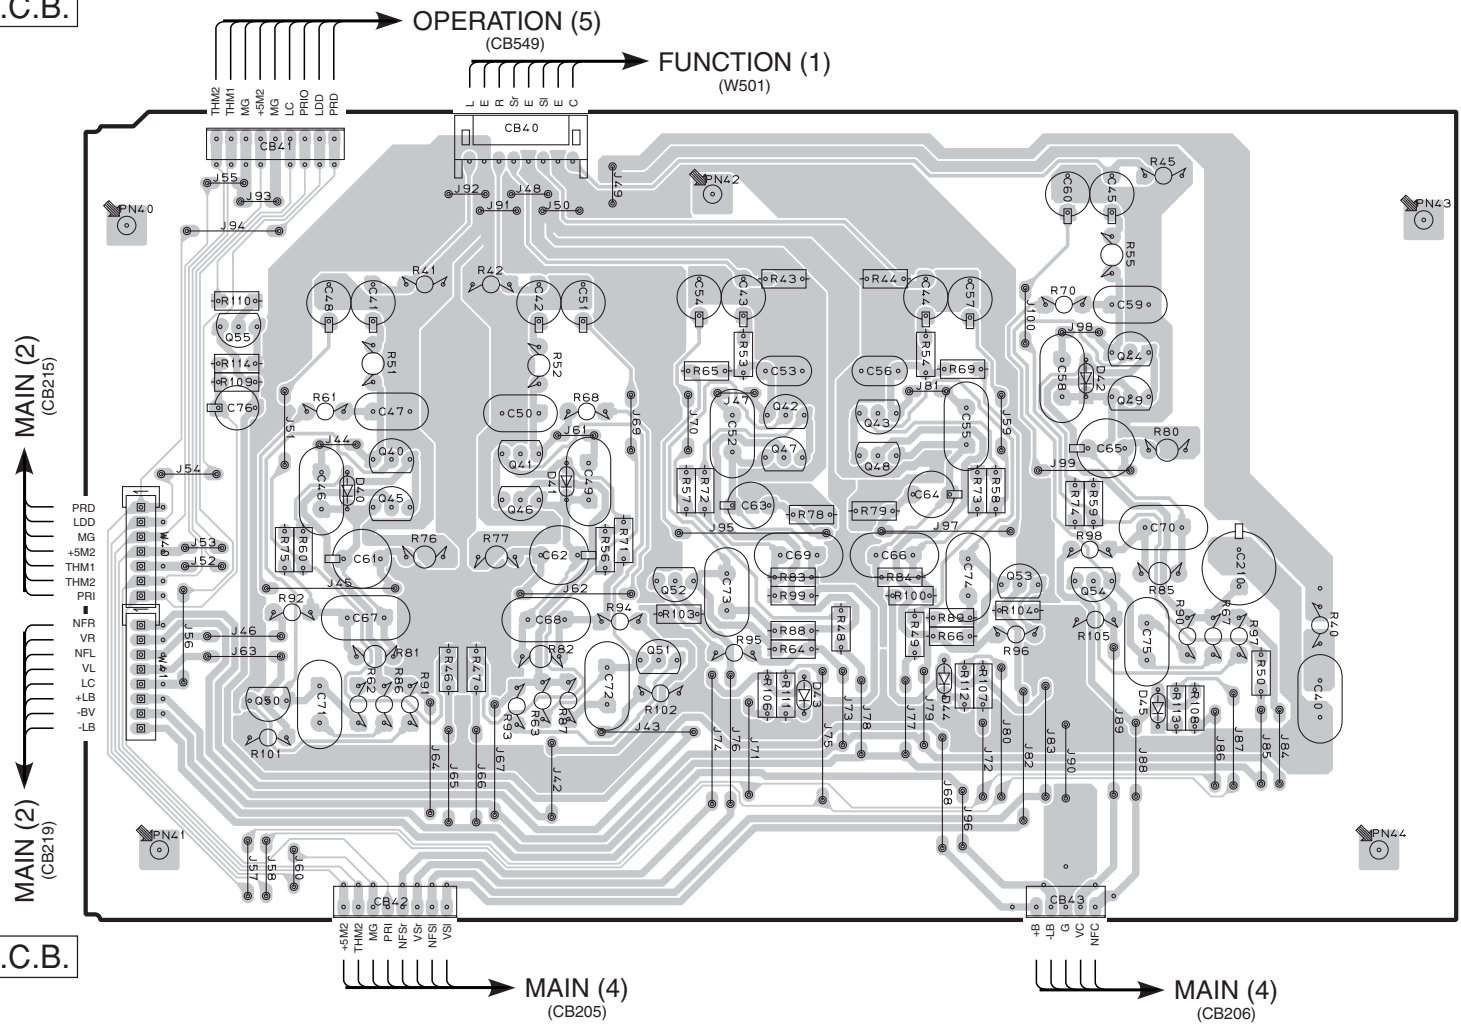 .C.B.
OPERATION (5)
(CB549)
FUNCTION (1)
(W501)
THM2
THM1
MG
+5M2
MG
LC
PRIO
LDD
PRD
L
E
R
Sr
E
Sl
E
C
CB41
CB40
J55
J93
J94
J92
J48
J91
J50
J49
PN40
PN42
PN43
R45
C60
C45
R55
R41
R42
R43
R44
R110
Q55
R114
R109
C76
C48
C41
C42
C51
C54
C43
C44
C57
J100
R70
C59
J98
R51
R52
R53
R54
R65
C53
C56
R69
C58
D42
Q44
Q49
R61
C47
C50
R68
J51
J44
J61
J69
J70
J47
J81
J59
C52
Q42
Q43
C55
Q40
Q41
Q47
Q48
R80
C65
J99
J54
C46
D40
Q45
Q46
D41
C49
R57
R72
C63
R78
R79
C64
R73
R58
R74
R59
C70
MAIN (2)
(CB215)
PRD
LDD
MG
+5M2
THM1
THM2
PRI
NFR
VR
NFL
VL
LC
+LB
-BV
-LB
MAIN (2)
(CB219)
W41
J53
J52
R75
R60
C61
R76
R77
C62
R56
R71
J95
J97
R98
C69
C66
C210
J46
J62
Q52
C73
R83
R99
R84
R100
C74
Q53
Q54
R85
R92
C67
C68
R94
R103
R104
R89
R66
R88
R64
R48
R49
R105
R90
R67
R97
R40
J56
J46
J63
R81
R82
Q51
R95
R96
C75
R46
R47
R62
R86
R91
R93
R63
R87
C72
R102
R106
R111
D43
D44
R112
R107
D45
R113
R108
R50
C40
Q50
C71
R101
J43
J64
J65
J66
J67
J42
J74
J76
J71
J75
J73
J78
J77
J79
J68
J96
J72
J80
J82
J83
J90
J89
J88
J86
J87
J85
J84
PN41
PN44
J57
J58
J60
CB42
CB43
+5M2
THM2
MG
PRI
NFSr
VSr
NFSl
VSl
+B
-LB
G
VC
NFC
.C.B.
MAIN (4)
(CB205)
MAIN (4)
(CB206)